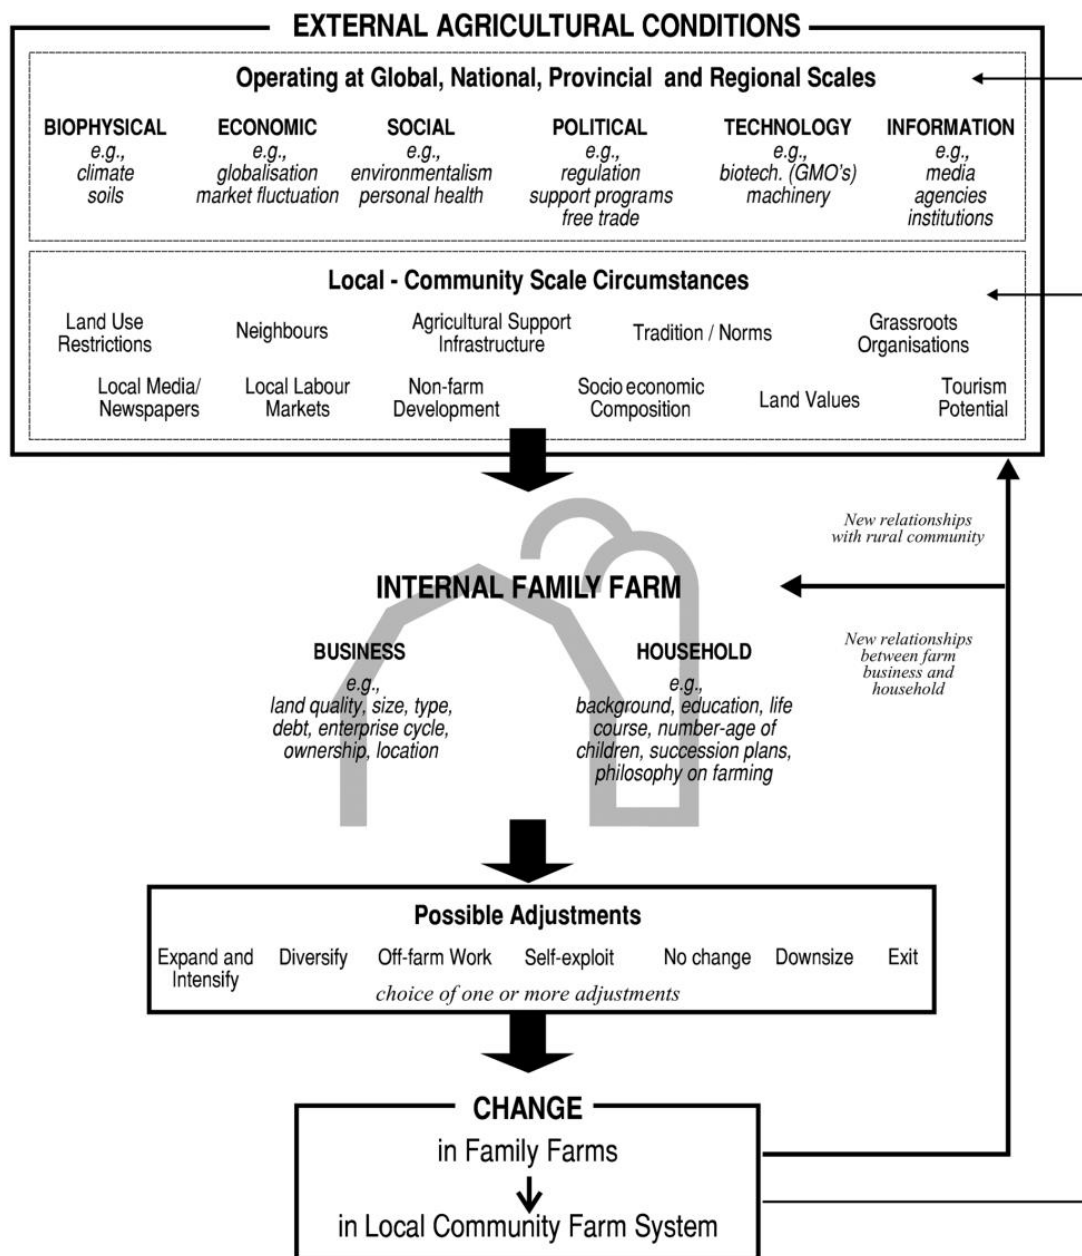 EXTERNAL AGRICULTURAL CONDITIONS
Operating at Global, National, Provincial and Regional Scales
BIOPHYSICAL
e.g.,
climate
soils
ECONOMIC
e.g.,
globalisation
market fluctuation
SOCIAL
e.g.,
environmentalism
personal health
POLITICAL
e.g.,
regulation
support programs
free trade
TECHNOLOGY
e.g.,
biotech. (GMO's)
machinery
INFORMATION
e.g.,
media
agencies
institutions
Local - Community Scale Circumstances
Land Use
Restrictions
Neighbours
Agricultural Support
Infrastructure
Tradition / Norms
Grassroots
Organisations
Local Media/
Newspapers
Local Labour
Markets
Non-farm
Development
Socio economic
Composition
Land Values
Tourism
Potential
New relationships
with rural community
INTERNAL FAMILY FARM
New relationships
between farm
business and
household
BUSINESS
e.g.,
land quality, size, type,
debt, enterprise cycle,
ownership, location
HOUSEHOLD
e.g.,
background, education, life
course, number-age of
children, succession plans,
philosophy on farming
Possible Adjustments
Expand and
Intensify
Diversify
Off-farm Work
Self-exploit
No change
Downsize
Exit
choice of one or more adjustments
CHANGE
in Family Farms
in Local Community Farm System